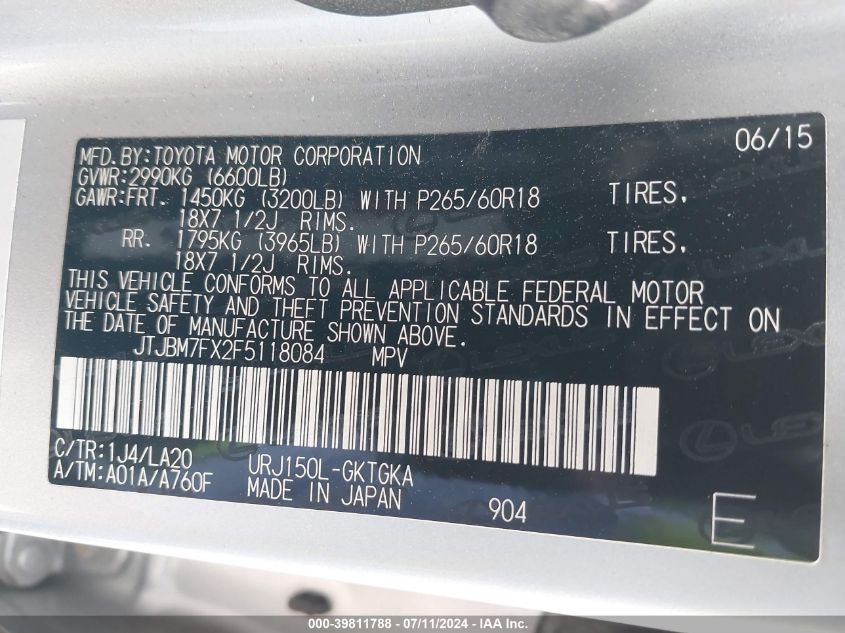 06/15
MFD.BY:TOYOTA MOTOR CORPORATION
GVWR:2990KG (6600LB)
GAWR:FRT. 1450KG (3200LB) WITH P265/60R18 TIRES.
18X7 1/2J RIMS.
RR. 1795KG (3965LB) WITH P265/60R18 TIRES.
18X7 1/2J RIMS.
THIS VEHICLE CONFORMS TO ALL APPLICABLE FEDERAL MOTOR
VEHICLE SAFETY AND THEFT PREVENTION STANDARDS IN EFFECT ON
THE DATE OF MANUFACTURE SHOWN ABOVE.
JTJBM7FX2F5118084 MPV
C/TR:1J4/LA20 URJ150L-GKTGKA
A/TM:A01A/A760F MADE IN JAPAN 904 E
LEXUS
000-39811788 - 07/11/2024 - IAA Inc.